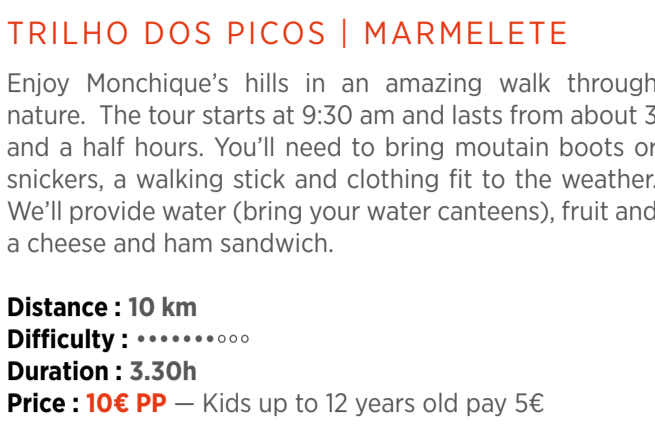 TRILHO DOS PICOS | MARMELETE
Enjoy Monchique’s hills in an amazing walk through
nature. The tour starts at 9:30 am and lasts from about 3
and a half hours. You’ll need to bring moutain boots or
snickers, a walking stick and clothing fit to the weather.
We’ll provide water (bring your water canteens), fruit and
a cheese and ham sandwich.
Distance : 10 km
Difficulty : •••••••○○○
Duration : 3.30h
Price : 10€ PP — Kids up to 12 years old pay 5€